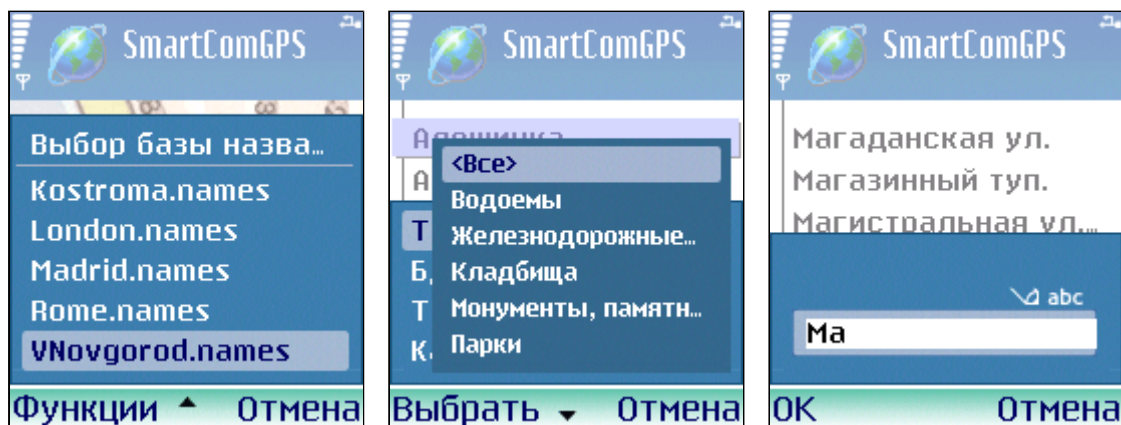 SmartComGPS
Выбор базы назва...
Kostroma.names
London.names
Madrid.names
Rome.names
VNovgorod.names
Функции Отмена
SmartComGPS
А
<Все>
Водоемы
Т Железнодорожные...
Б. Кладбища
Т Монументы, памятн...
К. Парки
Выбрать Отмена
SmartComGPS
Магаданская ул.
Магазинный туп.
Магистральная ул....
abc
Ма
OK Отмена